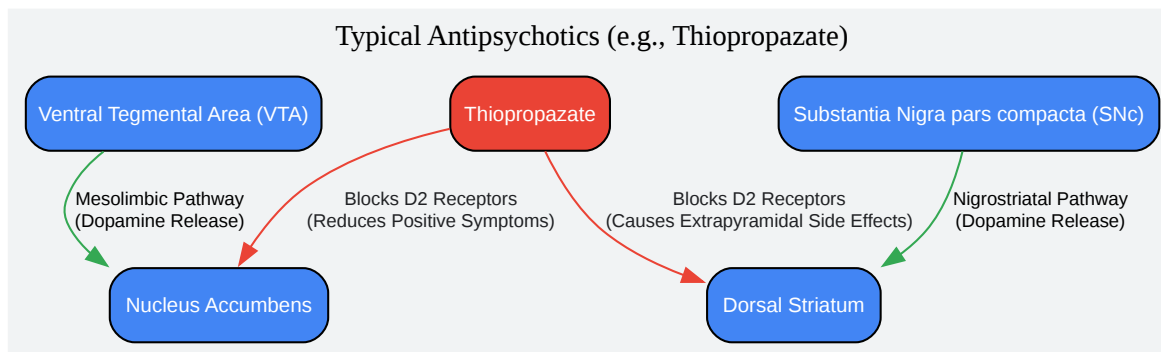 Typical Antipsychotics (e.g., Thiopropazate)
Ventral Tegmental Area (VTA)
Thiopropazate
Substantia Nigra pars compacta (SNc)
Mesolimbic Pathway
(Dopamine Release)
Blocks D2 Receptors
(Reduces Positive Symptoms)
Blocks D2 Receptors
(Causes Extrapyramidal Side Effects)
Nigrostriatal Pathway
(Dopamine Release)
Nucleus Accumbens
Dorsal Striatum